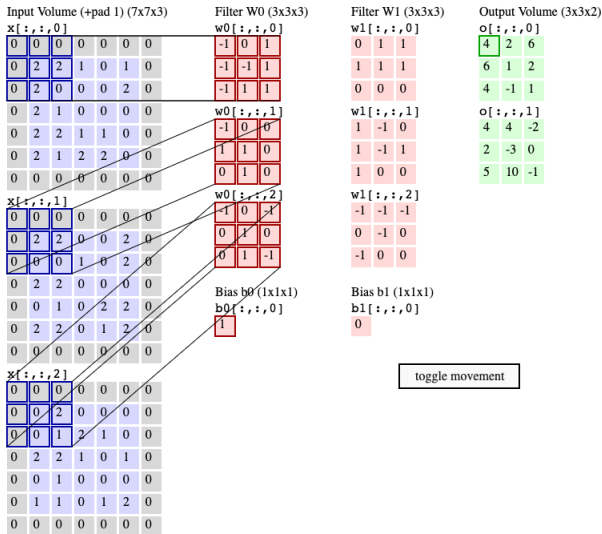 Input Volume (+pad 1) (7x7x3)
x[:,:,0]
0 0 0 0 0 0 0
0 2 2 1 0 1 0
0 2 0 0 0 2 0
0 2 1 0 0 0 0
0 2 2 1 1 0 0
0 2 1 2 2 0 0
0 0 0 0 0 0 0
x[:,:,1]
0 0 0 0 0 0 0
0 2 2 0 0 2 0
0 0 0 1 0 2 0
0 2 2 0 0 0 0
0 0 1 0 2 2 0
0 2 2 0 1 2 0
0 0 0 0 0 0 0
x[:,:,2]
0 0 0 0 0 0 0
0 0 2 0 0 0 0
0 0 1 2 1 0 0
0 2 2 1 0 1 0
0 0 1 0 0 0 0
0 1 1 0 1 2 0
0 0 0 0 0 0 0
Filter W0 (3x3x3)
w0[:,:,0]
-1 0 1
-1 -1 1
-1 1 1
w0[:,:,1]
-1 0 0
1 1 0
0 1 0
w0[:,:,2]
-1 0 -1
0 1 0
0 1 -1
Bias b0 (1x1x1)
b0[:,:,0]
1
Filter W1 (3x3x3)
w1[:,:,0]
0 1 1
1 1 1
0 0 0
w1[:,:,1]
1 -1 0
1 -1 1
1 0 0
w1[:,:,2]
-1 -1 -1
0 -1 0
-1 0 0
Bias b1 (1x1x1)
b1[:,:,0]
0
Output Volume (3x3x2)
o[:,:,0]
4 2 6
6 1 2
4 -1 1
o[:,:,1]
4 4 -2
2 -3 0
5 10 -1
toggle movement